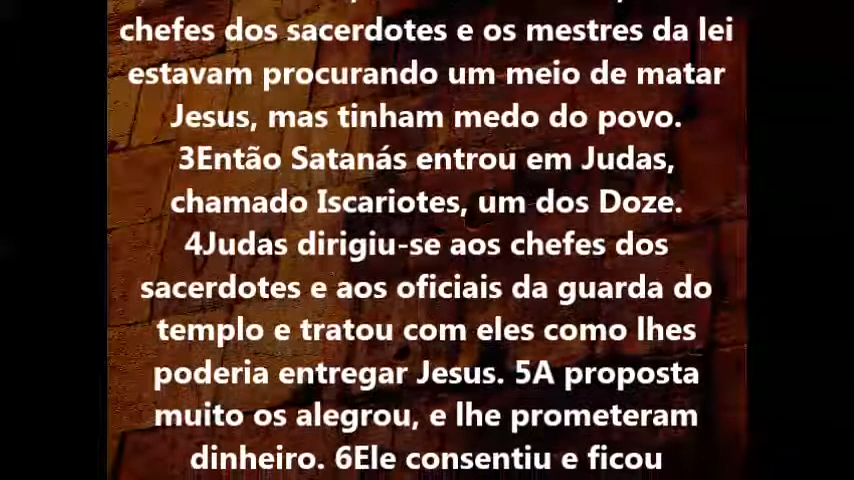 chefes dos sacerdotes e os mestres da lei
estavam procurando um meio de matar
Jesus, mas tinham medo do povo.
3Então Satanás entrou em Judas,
chamado Iscariotes, um dos Doze.
4Judas dirigiu-se aos chefes dos
sacerdotes e aos oficiais da guarda do
templo e tratou com eles como lhes
poderia entregar Jesus. 5A proposta
muito os alegrou, e lhe prometeram
dinheiro. 6Ele consentiu e ficou